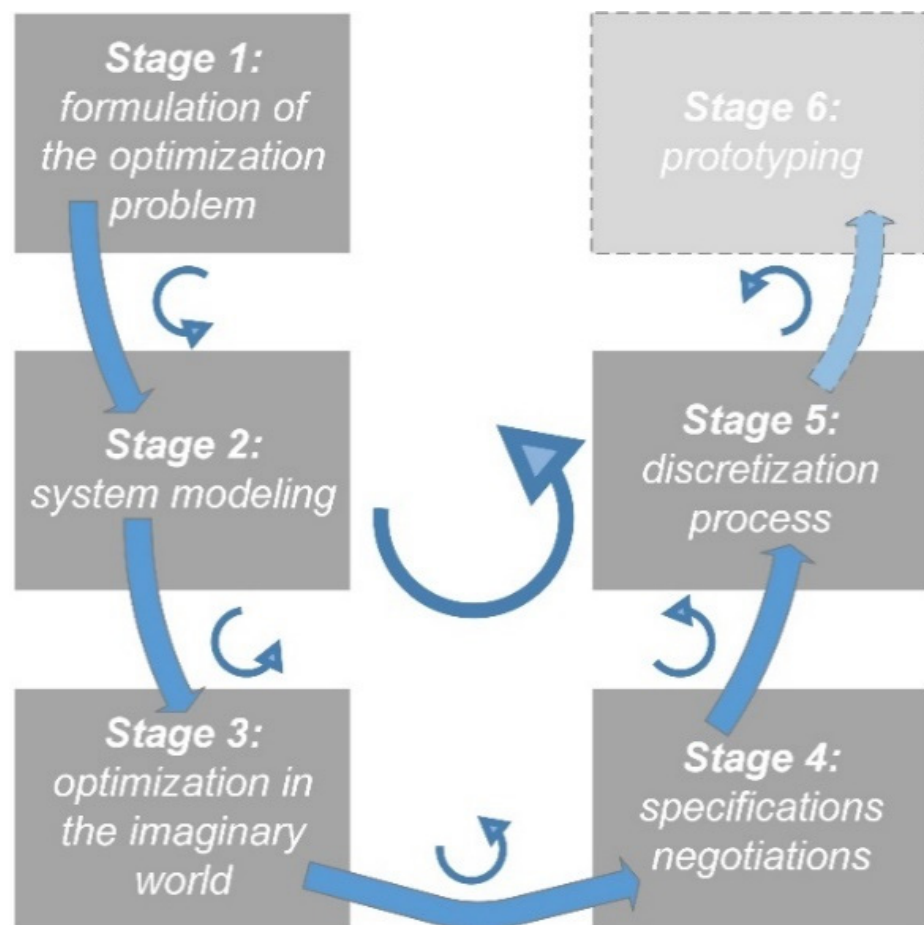 Stage 1:
formulation of
the optimization
problem
Stage 2:
system modeling
Stage 3:
optimization in
the imaginary
world
Stage 4:
specifications
negotiations
Stage 5:
discretization
process
Stage 6:
prototyping